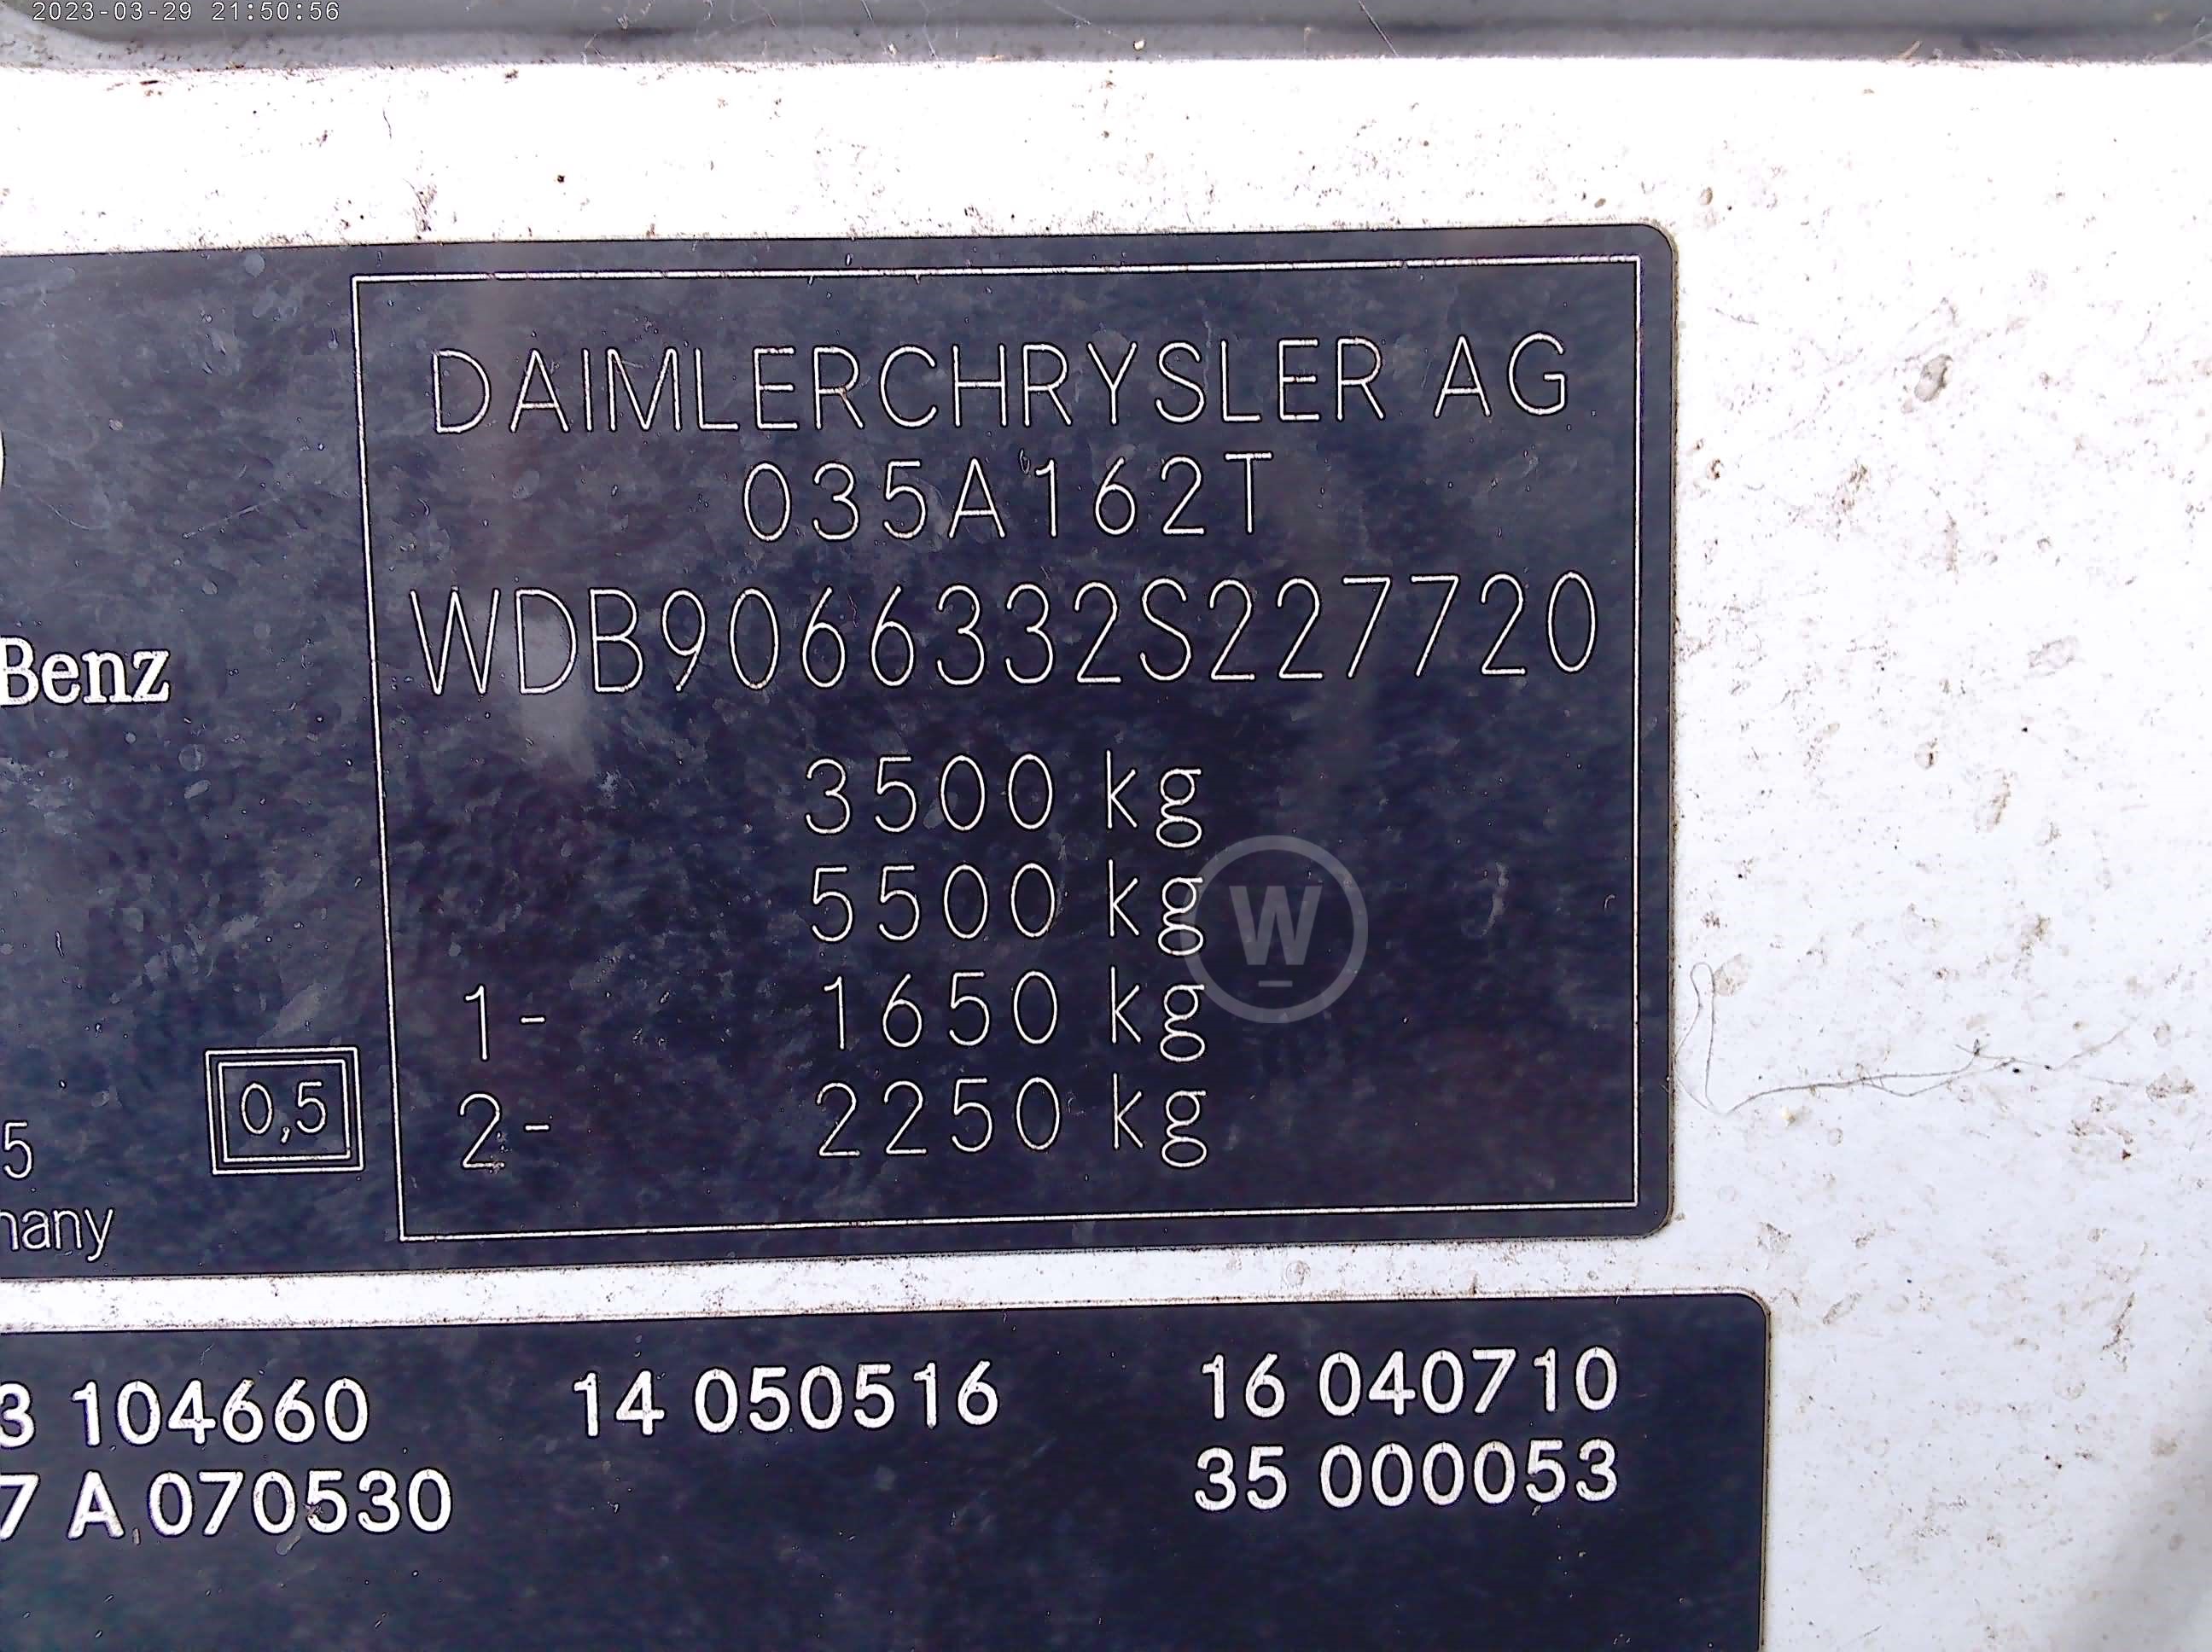 2023-03-29 21:50:56
DAIMLERCHRYSLER AG
035A162T
WDB9066332S227720
Benz
3500 kg
5500 kg
1- 1650 kg
2- 2250 kg
0,5
5
many
W
3 104660 14 050516 16 040710
7 A 070530 35 000053